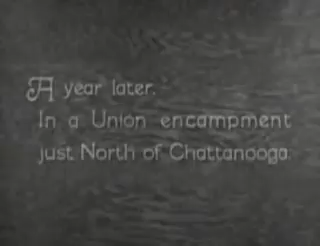 A year later.
In a Union encampment
just North of Chattanooga.